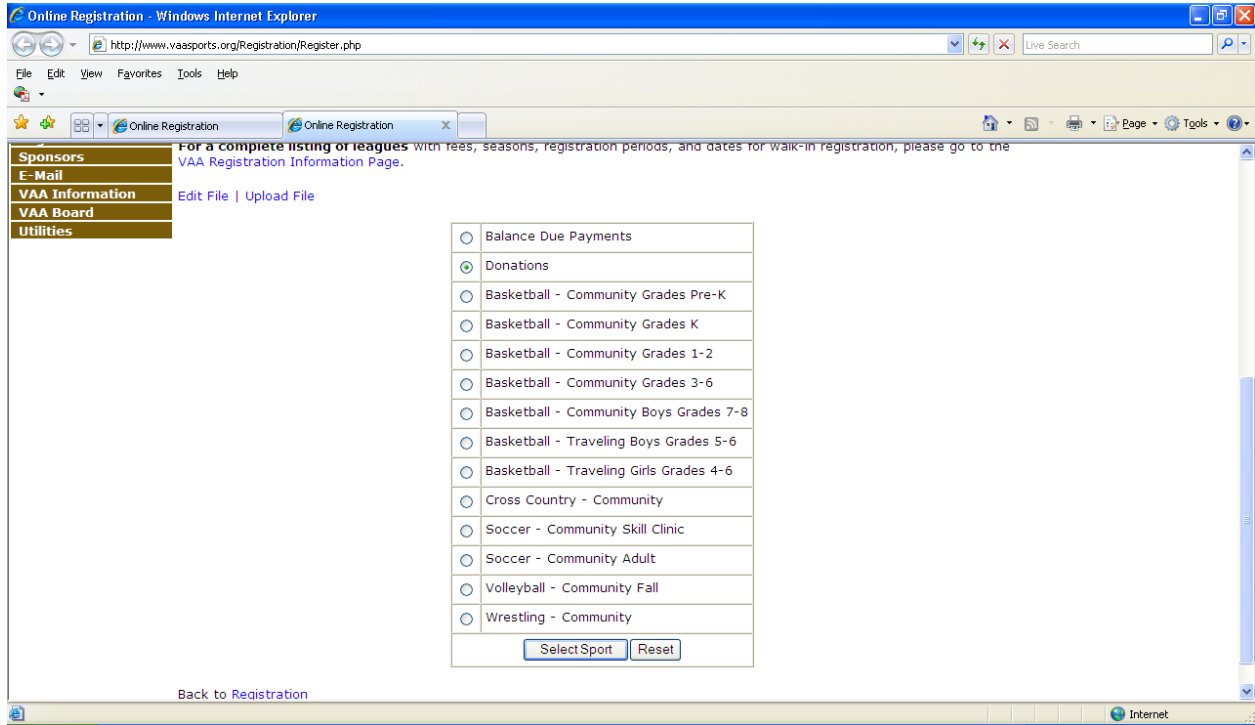 Online Registration - Windows Internet Explorer
http://www.vaasports.org/Registration/Register.php
Live Search
File Edit View Favorites Tools Help
Online Registration
Online Registration
Page Tools
For a complete listing of leagues with fees, seasons, registration periods, and dates for walk-in registration, please go to the
VAA Registration Information Page.
Sponsors
E-Mail
VAA Information
VAA Board
Utilities
Edit File | Upload File
Balance Due Payments
Donations
Basketball - Community Grades Pre-K
Basketball - Community Grades K
Basketball - Community Grades 1-2
Basketball - Community Grades 3-6
Basketball - Community Boys Grades 7-8
Basketball - Traveling Boys Grades 5-6
Basketball - Traveling Girls Grades 4-6
Cross Country - Community
Soccer - Community Skill Clinic
Soccer - Community Adult
Volleyball - Community Fall
Wrestling - Community
Select Sport Reset
Back to Registration
Internet